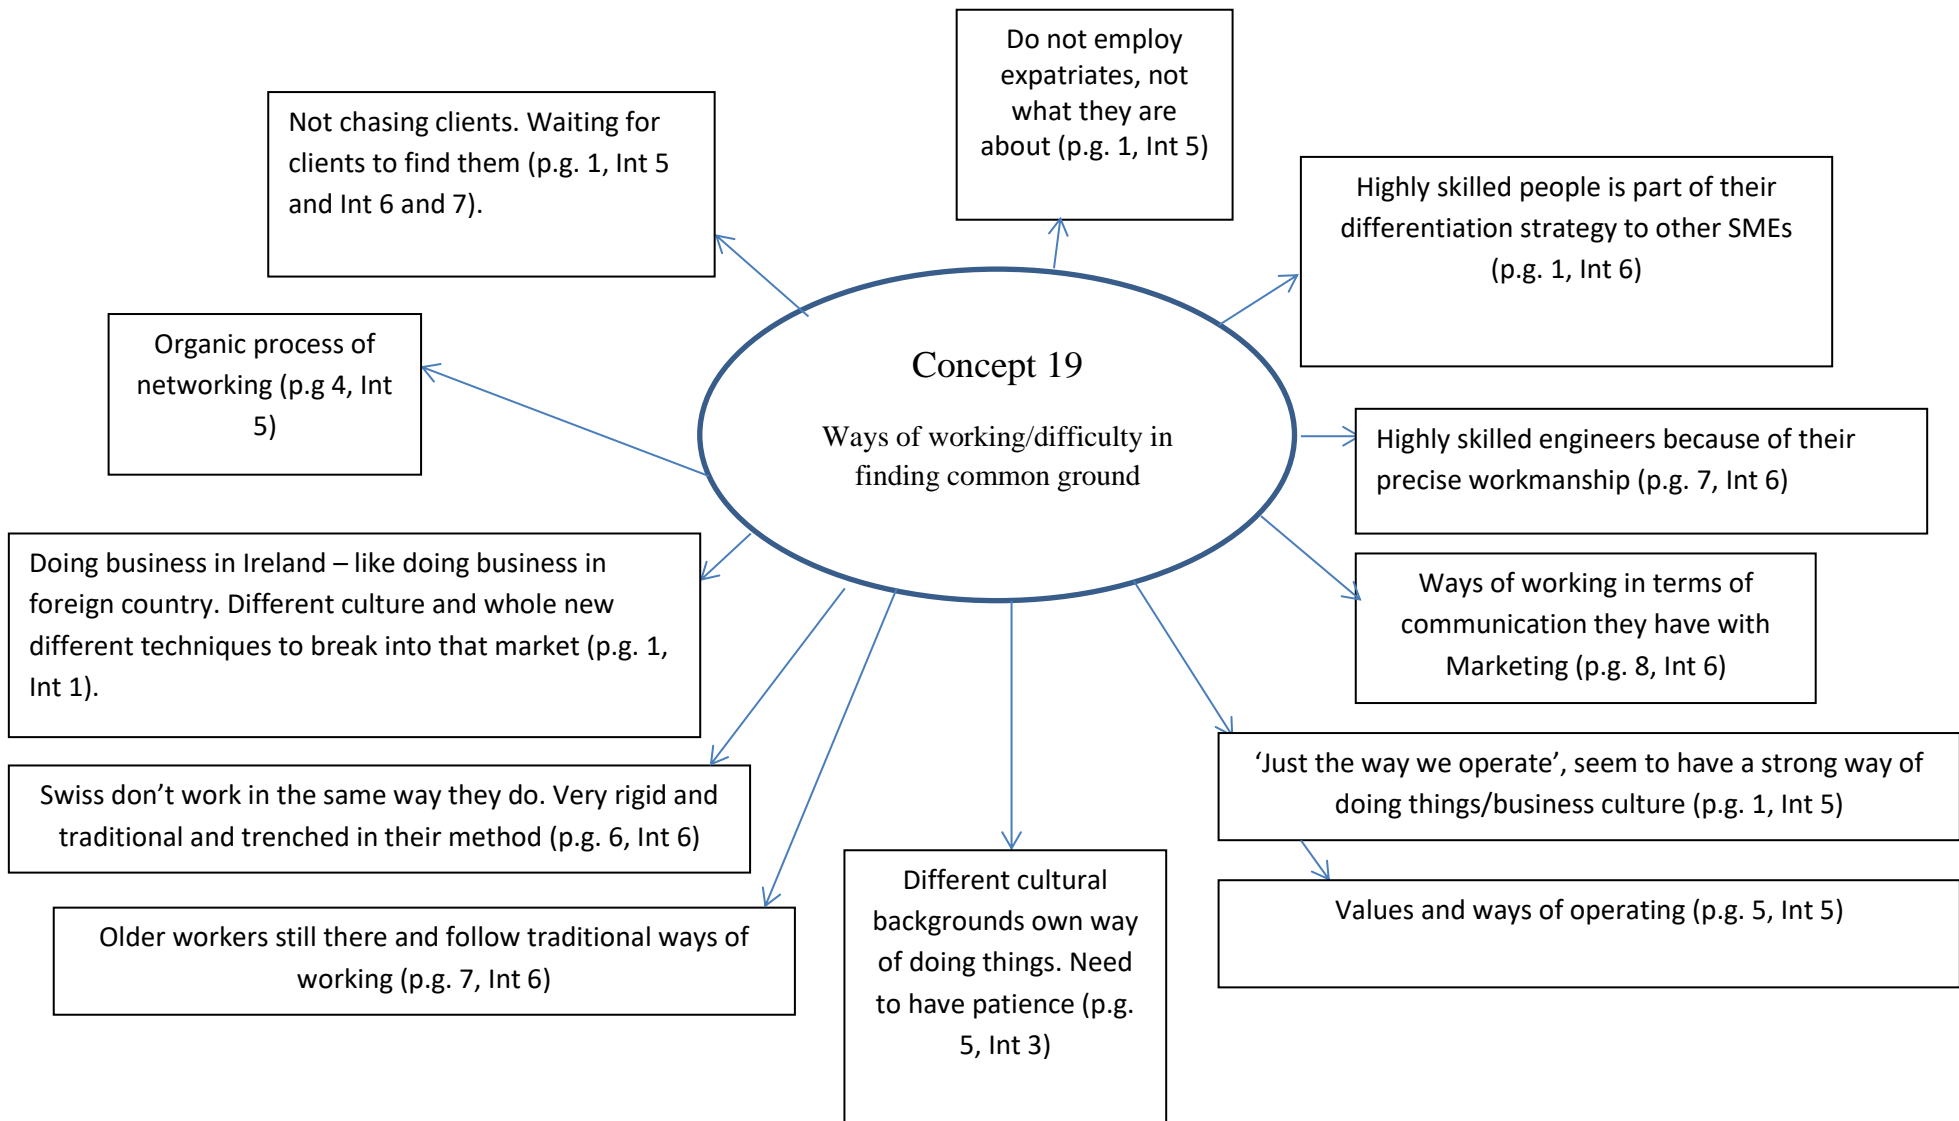 Do not employ
expatriates, not
what they are
about (p.g. 1, Int 5)
Not chasing clients. Waiting for
clients to find them (p.g. 1, Int 5
and Int 6 and 7).
Highly skilled people is part of their
differentiation strategy to other SMEs
(p.g. 1, Int 6)
Organic process of
networking (p.g 4, Int
5)
Concept 19
Ways of working/difficulty in
finding common ground
Highly skilled engineers because of their
precise workmanship (p.g. 7, Int 6)
Doing business in Ireland – like doing business in
foreign country. Different culture and whole new
different techniques to break into that market (p.g. 1,
Int 1).
Ways of working in terms of
communication they have with
Marketing (p.g. 8, Int 6)
Swiss don’t work in the same way they do. Very rigid and
traditional and trenched in their method (p.g. 6, Int 6)
‘Just the way we operate’, seem to have a strong way of
doing things/business culture (p.g. 1, Int 5)
Older workers still there and follow traditional ways of
working (p.g. 7, Int 6)
Different cultural
backgrounds own way
of doing things. Need
to have patience (p.g.
5, Int 3)
Values and ways of operating (p.g. 5, Int 5)